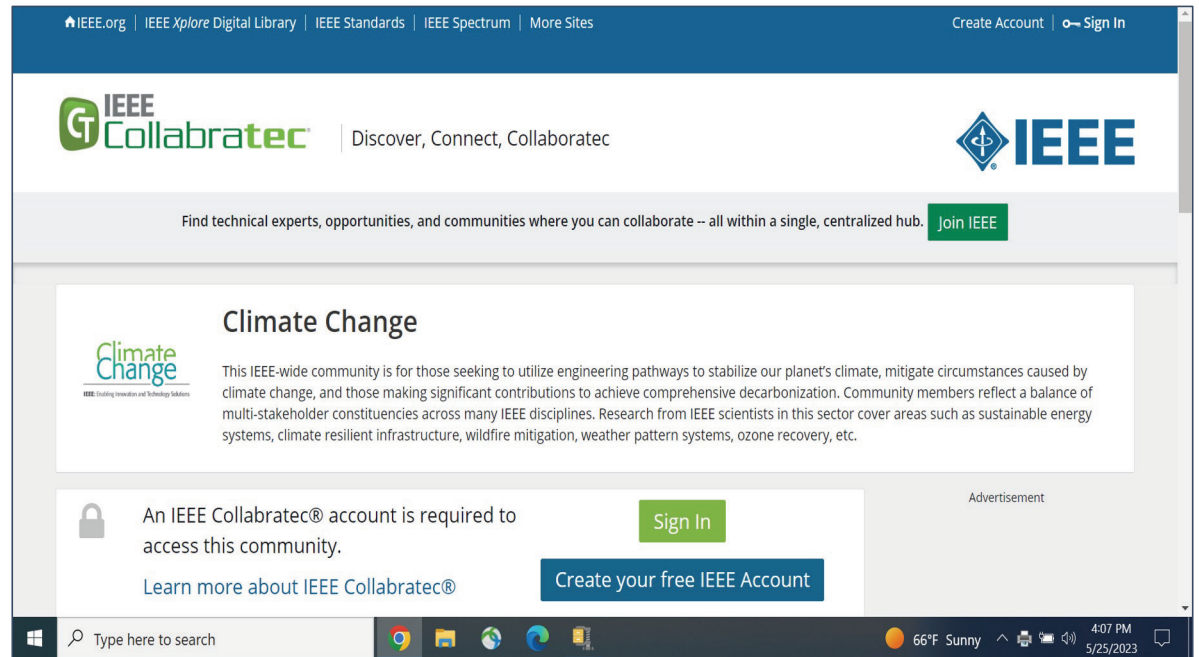 IEEE.org | IEEE Xplore Digital Library | IEEE Standards | IEEE Spectrum | More Sites
Create Account | Sign In
IEEE
Collabratec®
Discover, Connect, Collaboratec
IEEE
Find technical experts, opportunities, and communities where you can collaborate -- all within a single, centralized hub. Join IEEE
Climate
Change
IEEE: Enabling Innovation and Technology Solutions
Climate Change
This IEEE-wide community is for those seeking to utilize engineering pathways to stabilize our planet's climate, mitigate circumstances caused by
climate change, and those making significant contributions to achieve comprehensive decarbonization. Community members reflect a balance of
multi-stakeholder constituencies across many IEEE disciplines. Research from IEEE scientists in this sector cover areas such as sustainable energy
systems, climate resilient infrastructure, wildfire mitigation, weather pattern systems, ozone recovery, etc.
An IEEE Collabratec® account is required to
access this community.
Learn more about IEEE Collabratec®
Sign In
Create your free IEEE Account
Advertisement
Type here to search
66°F Sunny
4:07 PM
5/25/2023